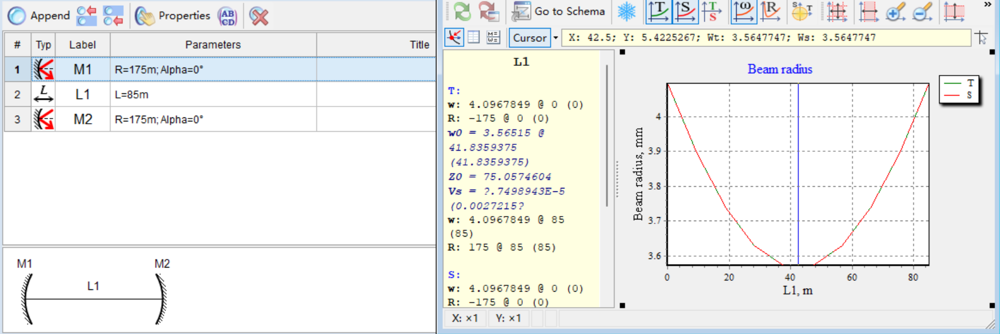 Append
Properties
AB
CD
# Typ Label Parameters Title
1 M1 R=175m; Alpha=0°
2 L L1 L=85m
3 M2 R=175m; Alpha=0°
M1 M2
L1
Go to Schema
T S T S ω R S T
»
M=
W=
Cursor
X: 42.5; Y: 5.4225267; Wt: 3.5647747; Ws: 3.5647747
L1
T:
w: 4.0967849 @ 0 (0)
R: -175 @ 0 (0)
w0 = 3.56515 @
41.8359375
(41.8359375)
Z0 = 75.0574604
Vs = ?.7498943E-5
(0.0027215?
w: 4.0967849 @ 85
(85)
R: 175 @ 85 (85)
S:
w: 4.0967849 @ 0 (0)
R: -175 @ 0 (0)
Beam radius
T
S
Beam radius, mm
4
3.9
3.8
3.7
3.6
0 20 40 60 80
L1, m
X: ×1 Y: ×1